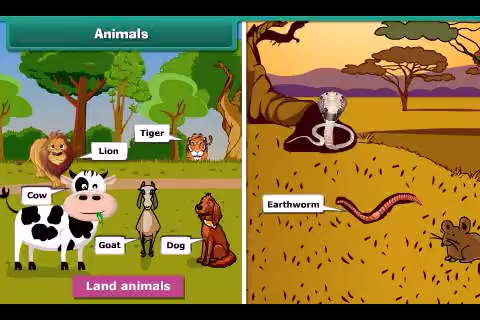 Animals
Tiger
Lion
Cow
Goat
Dog
Land animals
Earthworm